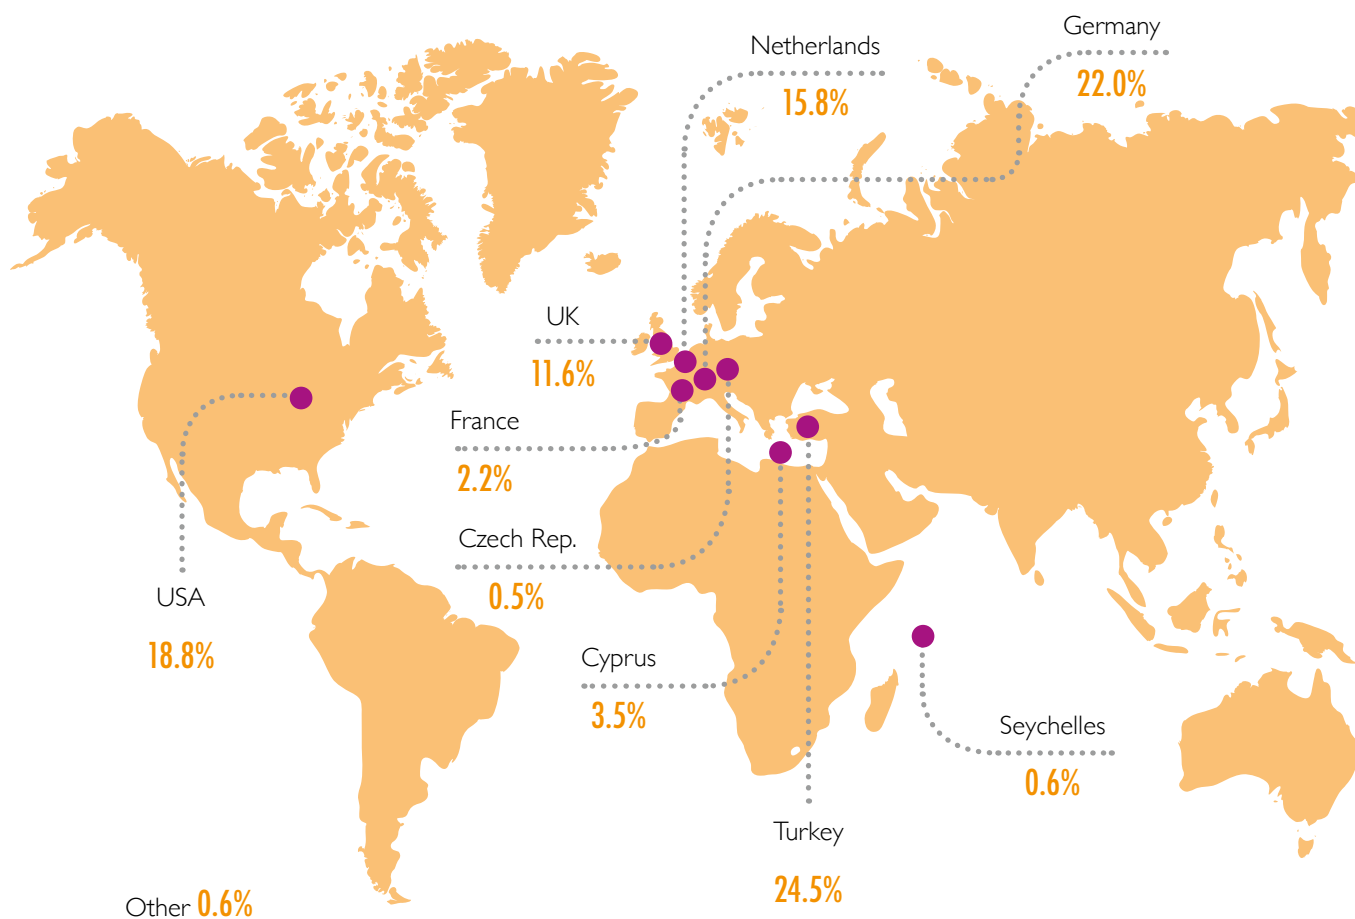 Germany
22.0%
Netherlands
15.8%
UK
11.6%
France
2.2%
Czech Rep.
0.5%
USA
18.8%
Cyprus
3.5%
Seychelles
0.6%
Turkey
24.5%
Other 0.6%